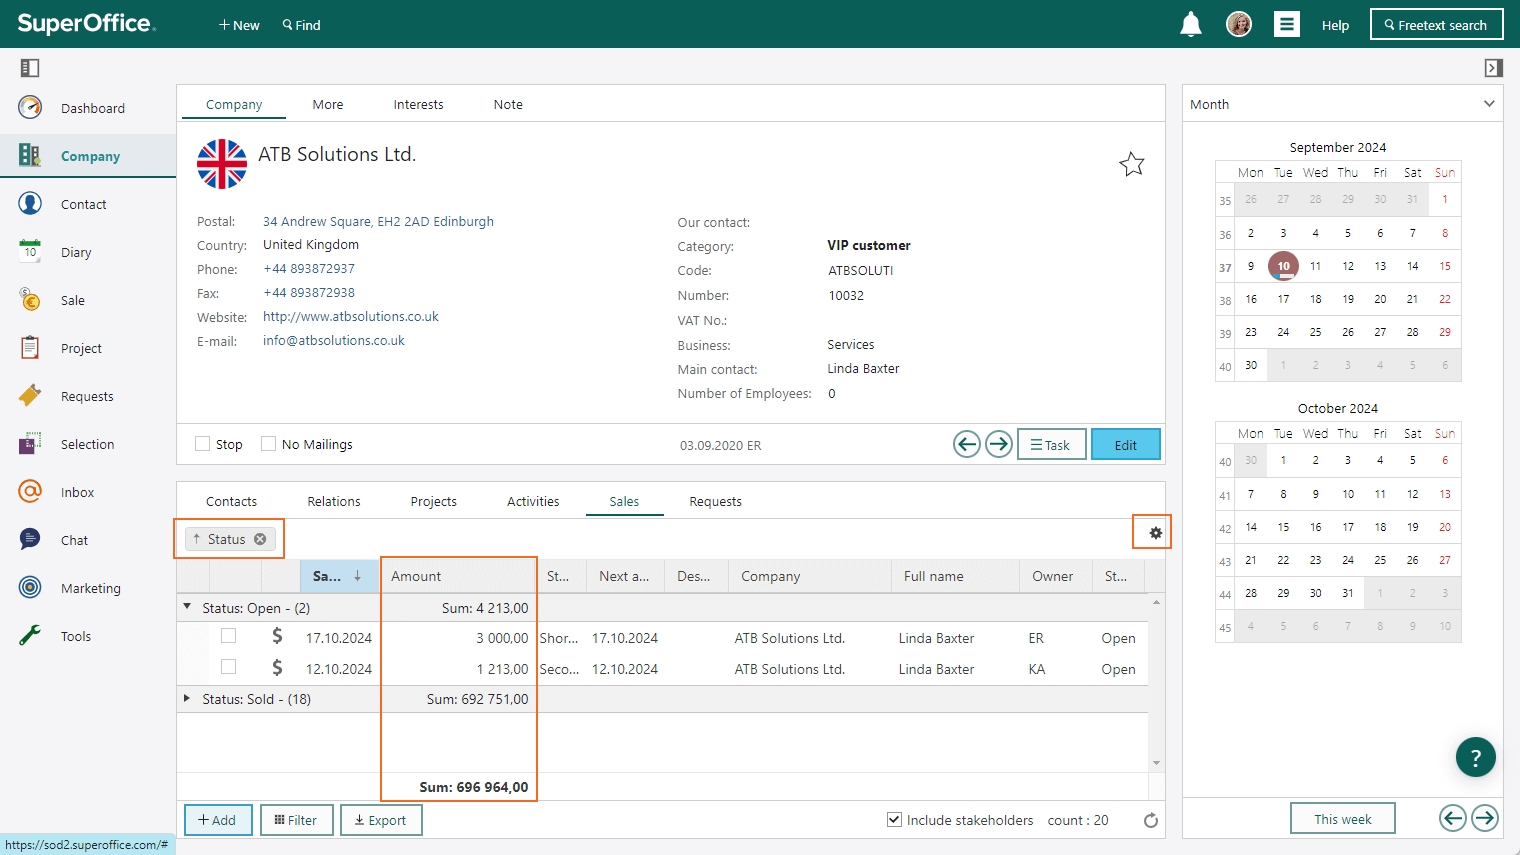 SuperOffice
+ New
Find
Help
Freetext search
Dashboard
Company
Contact
10
Diary
Sale
Project
Requests
Selection
Inbox
Chat
Marketing
Tools
https://sod2.superoffice.com/#
Company
More
Interests
Note
ATB Solutions Ltd.
Postal: 34 Andrew Square, EH2 2AD Edinburgh
Country: United Kingdom
Phone: +44 893872937
Fax: +44 893872938
Website: http://www.atbsolutions.co.uk
E-mail: info@atbsolutions.co.uk
Our contact:
Category: VIP customer
Code: ATBSOLUTI
Number: 10032
VAT No.:
Business: Services
Main contact: Linda Baxter
Number of Employees: 0
Stop
No Mailings
03.09.2020 ER
Task
Edit
Contacts
Relations
Projects
Activities
Sales
Requests
↑ Status
Sa... ↓ Amount St... Next a... Des... Company Full name Owner St...
Status: Open - (2) Sum: 4 213,00
$ 17.10.2024 3 000,00 Shor... 17.10.2024 ATB Solutions Ltd. Linda Baxter ER Open
$ 12.10.2024 1 213,00 Seco... 12.10.2024 ATB Solutions Ltd. Linda Baxter KA Open
Status: Sold - (18) Sum: 692 751,00
Sum: 696 964,00
+ Add
Filter
Export
Include stakeholders
count : 20
Month
September 2024
Mon Tue Wed Thu Fri Sat Sun
35 26 27 28 29 30 31 1
36 2 3 4 5 6 7 8
37 9 10 11 12 13 14 15
38 16 17 18 19 20 21 22
39 23 24 25 26 27 28 29
40 30 1 2 3 4 5 6
October 2024
Mon Tue Wed Thu Fri Sat Sun
40 30 1 2 3 4 5 6
41 7 8 9 10 11 12 13
42 14 15 16 17 18 19 20
43 21 22 23 24 25 26 27
44 28 29 30 31 1 2 3
45 4 5 6 7 8 9 10
?
This week